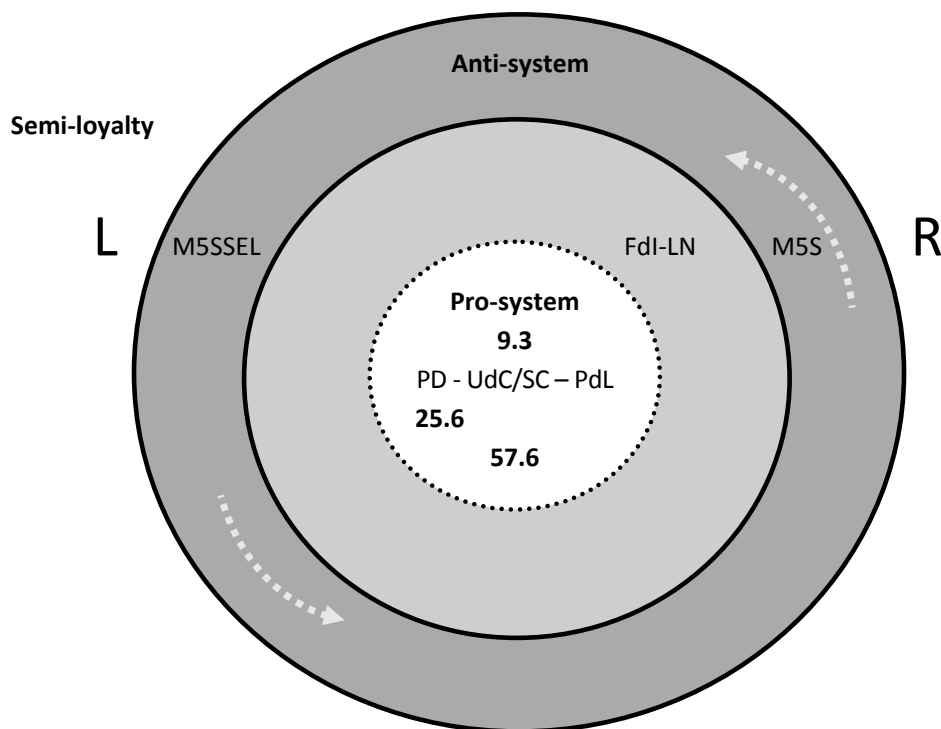 Anti-system
Semi-loyalty
L M5SSEL FdI-LN M5S R
Pro-system
9.3
PD - UdC/SC – PdL
25.6
57.6